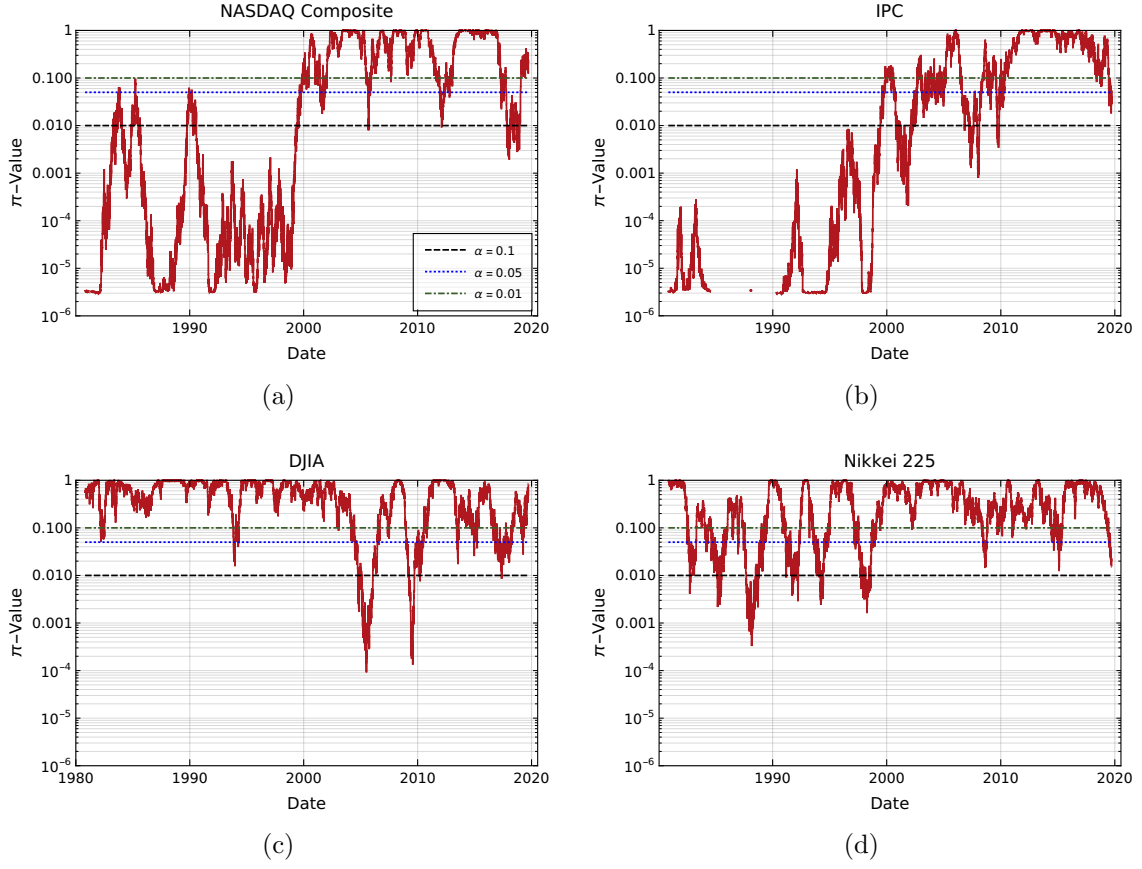 NASDAQ Composite
π−Value
1
0.100
0.010
0.001
10⁻⁴
10⁻⁵
10⁻⁶
α = 0.1
α = 0.05
α = 0.01
1990 2000 2010 2020
Date
(a)
IPC
π−Value
1
0.100
0.010
0.001
10⁻⁴
10⁻⁵
10⁻⁶
1990 2000 2010 2020
Date
(b)
DJIA
π−Value
1
0.100
0.010
0.001
10⁻⁴
10⁻⁵
10⁻⁶
1980 1990 2000 2010 2020
Date
(c)
Nikkei 225
π−Value
1
0.100
0.010
0.001
10⁻⁴
10⁻⁵
10⁻⁶
1990 2000 2010 2020
Date
(d)